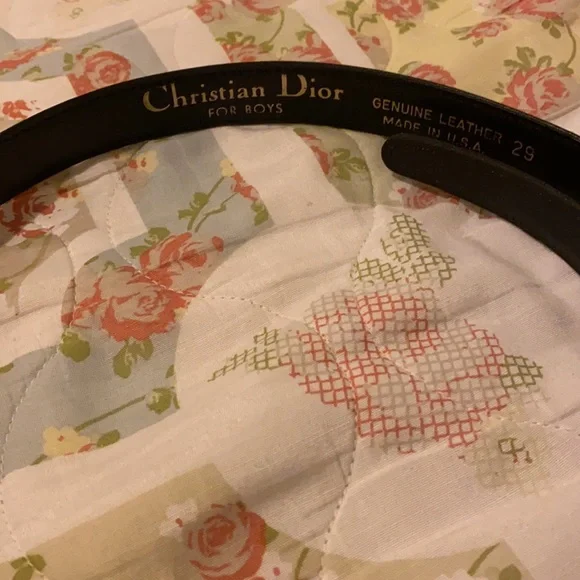 Christian Dior
FOR BOYS
GENUINE LEATHER
MADE IN U.S.A. 29